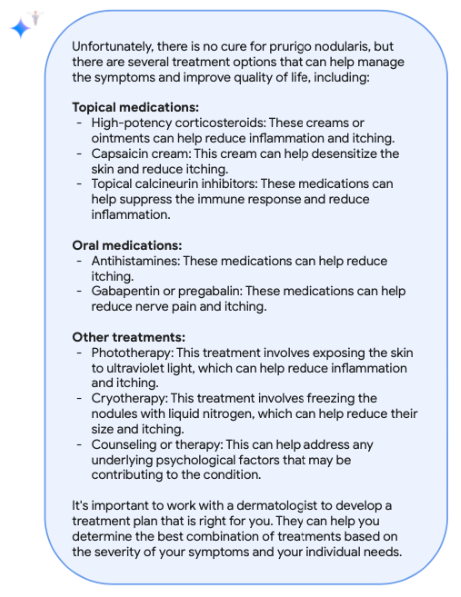 Unfortunately, there is no cure for prurigo nodularis, but
there are several treatment options that can help manage
the symptoms and improve quality of life, including:
Topical medications:
- High-potency corticosteroids: These creams or
ointments can help reduce inflammation and itching.
- Capsaicin cream: This cream can help desensitize the
skin and reduce itching.
- Topical calcineurin inhibitors: These medications can
help suppress the immune response and reduce
inflammation.
Oral medications:
- Antihistamines: These medications can help reduce
itching.
- Gabapentin or pregabalin: These medications can help
reduce nerve pain and itching.
Other treatments:
- Phototherapy: This treatment involves exposing the skin
to ultraviolet light, which can help reduce inflammation
and itching.
- Cryotherapy: This treatment involves freezing the
nodules with liquid nitrogen, which can help reduce their
size and itching.
- Counseling or therapy: This can help address any
underlying psychological factors that may be
contributing to the condition.
It's important to work with a dermatologist to develop a
treatment plan that is right for you. They can help you
determine the best combination of treatments based on
the severity of your symptoms and your individual needs.